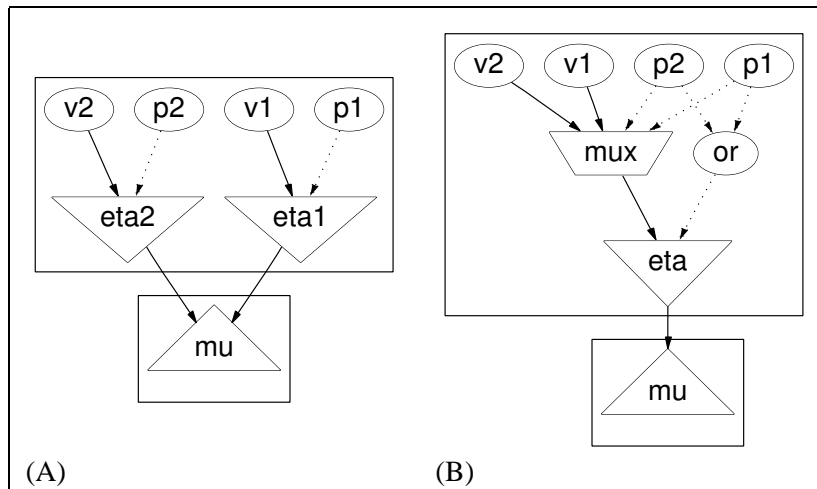 v2 p2 v1 p1
eta2 eta1
mu
(A)
v2 v1 p2 p1
mux or
eta
mu
(B)